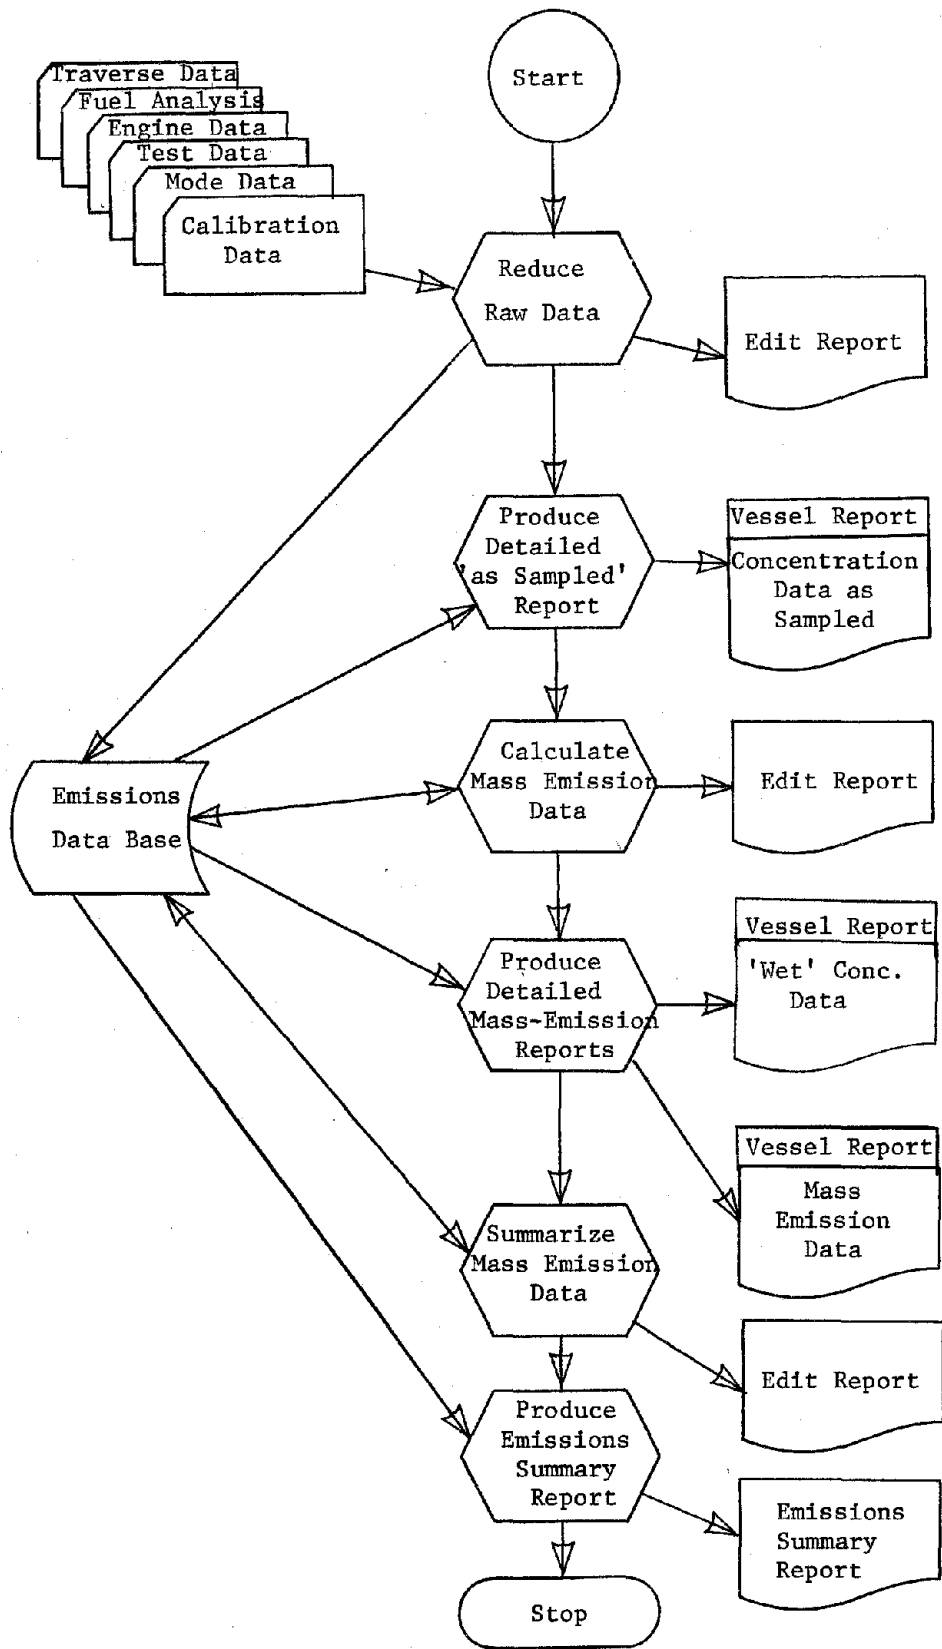 Start
Traverse Data
Fuel Analysis
Engine Data
Test Data
Mode Data
Calibration
Data
Reduce
Raw Data
Edit Report
Produce
Detailed
'as Sampled'
Report
Vessel Report
Concentration
Data as
Sampled
Emissions
Data Base
Calculate
Mass Emission
Data
Edit Report
Produce
Detailed
Mass-Emission
Reports
Vessel Report
'Wet' Conc.
Data
Vessel Report
Mass
Emission
Data
Summarize
Mass Emission
Data
Edit Report
Produce
Emissions
Summary
Report
Emissions
Summary
Report
Stop